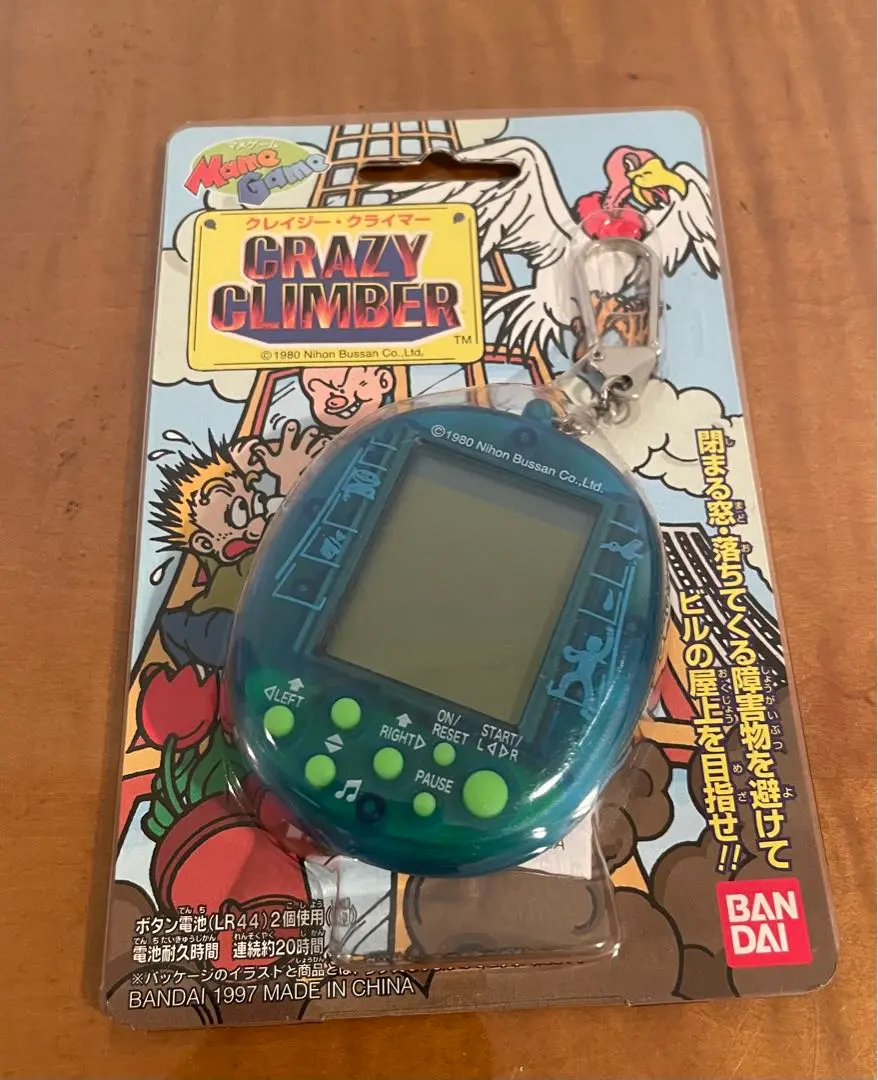 マメゲーム
Mame
Game
クレイジー・クライマー
CRAZY
CLIMBER
TM
©1980 Nihon Bussan Co.,Ltd.
©1980 Nihon Bussan Co.,Ltd.
閉まる窓・落ちてくる障害物を避けて
ビルの屋上を目指せ!!
LEFT
RIGHT
ON/
RESET
START/
L R
PAUSE
BAN
DAI
ボタン電池(LR44)2個使用(
電池耐久時間 連続約20時間
※パッケージのイラストと商品とは、
BANDAI 1997 MADE IN CHINA